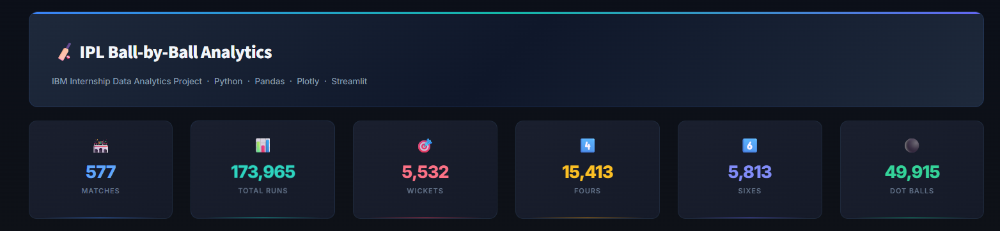 IPL Ball-by-Ball Analytics
IBM Internship Data Analytics Project · Python · Pandas · Plotly · Streamlit
4
6
577
173,965
5,532
15,413
5,813
49,915
MATCHES
TOTAL RUNS
WICKETS
FOURS
SIXES
DOT BALLS